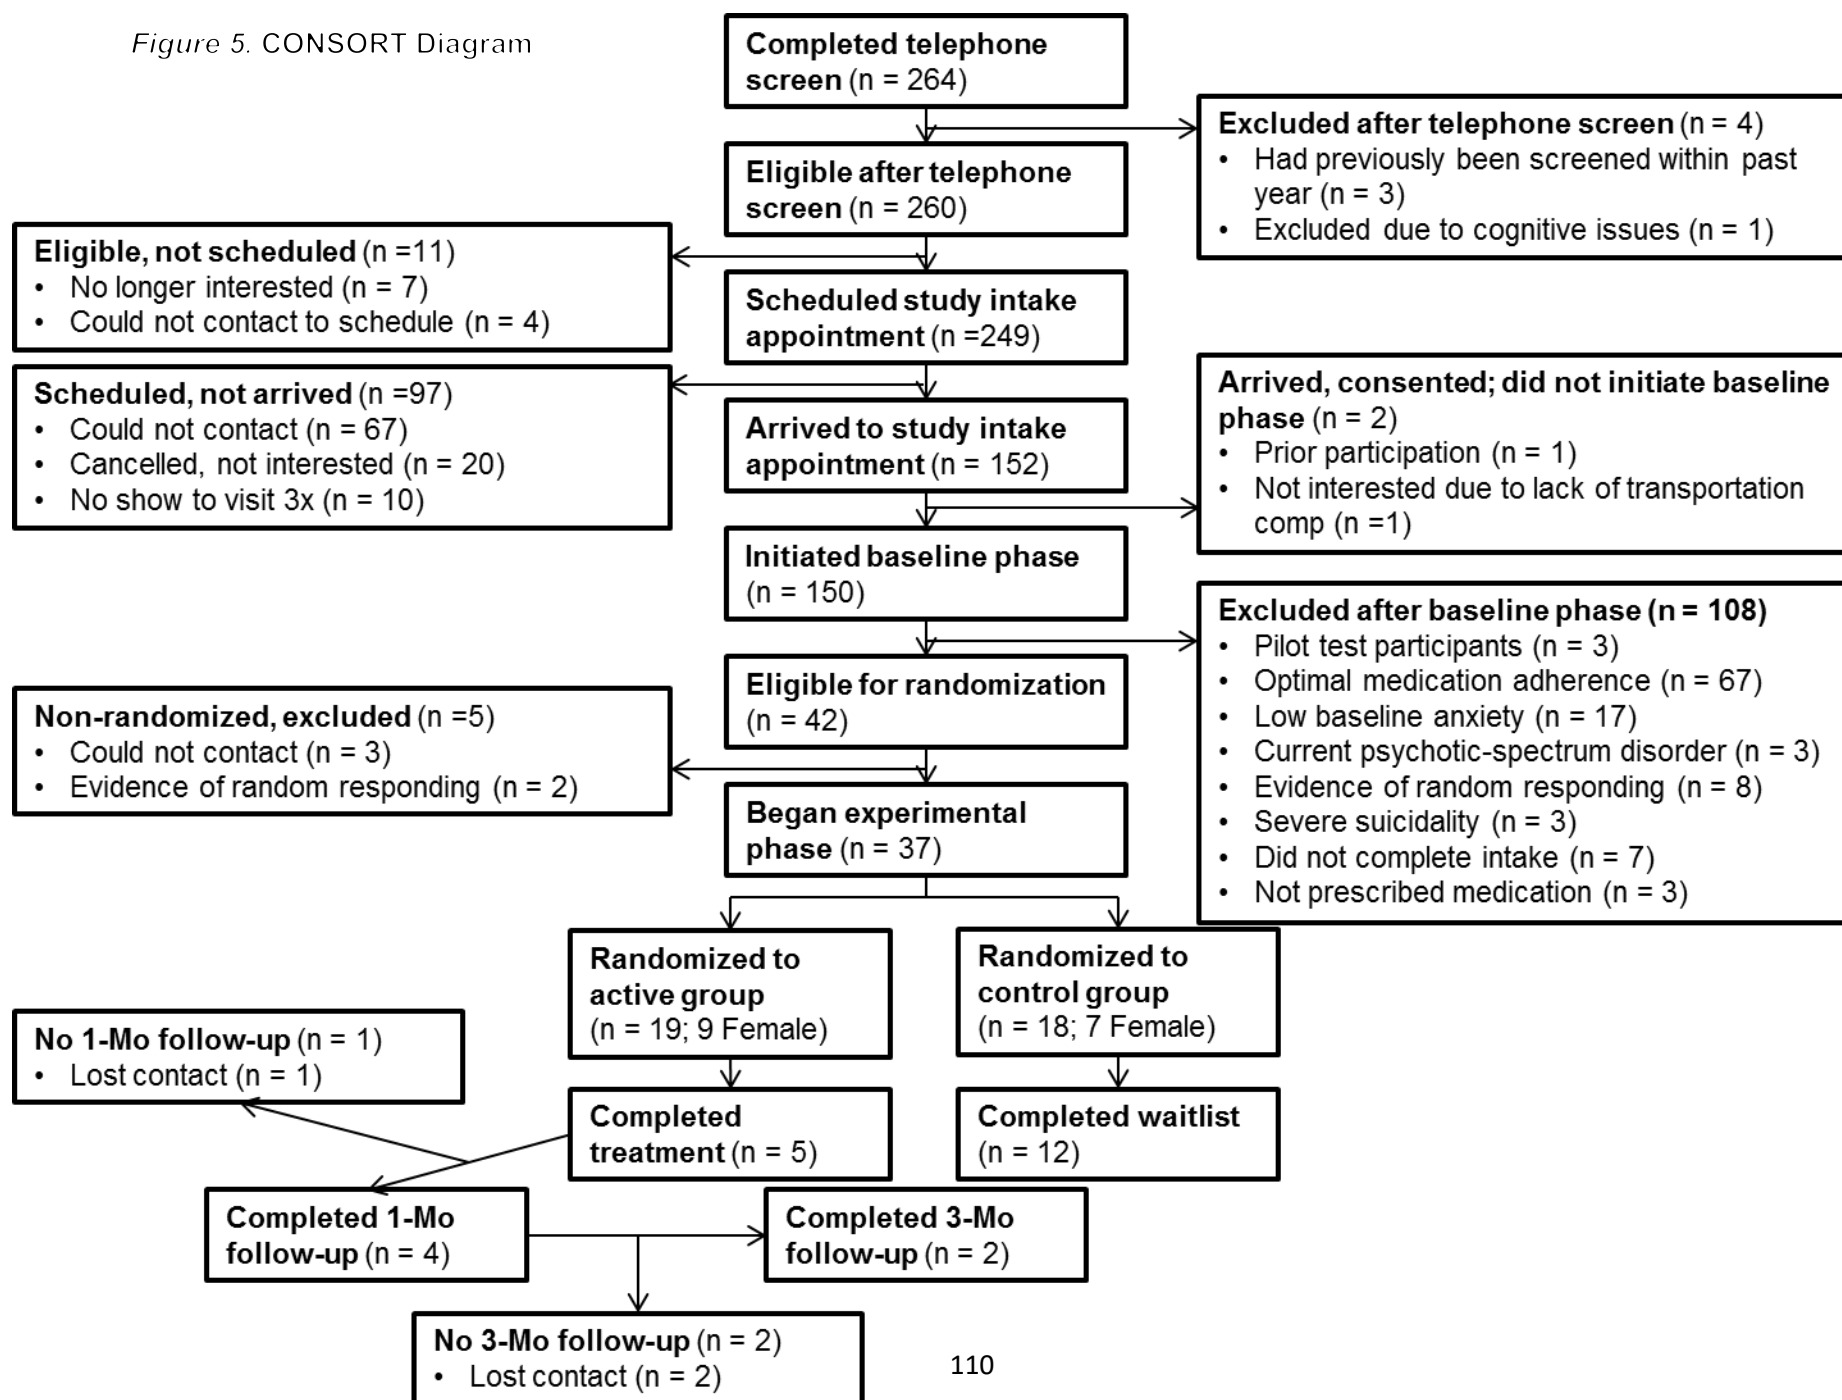 Figure 5. CONSORT Diagram
Completed telephone
screen (n = 264)
Excluded after telephone screen (n = 4)
• Had previously been screened within past
year (n = 3)
• Excluded due to cognitive issues (n = 1)
Eligible after telephone
screen (n = 260)
Eligible, not scheduled (n =11)
• No longer interested (n = 7)
• Could not contact to schedule (n = 4)
Scheduled study intake
appointment (n =249)
Scheduled, not arrived (n =97)
• Could not contact (n = 67)
• Cancelled, not interested (n = 20)
• No show to visit 3x (n = 10)
Arrived to study intake
appointment (n = 152)
Arrived, consented; did not initiate baseline
phase (n = 2)
• Prior participation (n = 1)
• Not interested due to lack of transportation
comp (n =1)
Initiated baseline phase
(n = 150)
Excluded after baseline phase (n = 108)
• Pilot test participants (n = 3)
• Optimal medication adherence (n = 67)
• Low baseline anxiety (n = 17)
• Current psychotic-spectrum disorder (n = 3)
• Evidence of random responding (n = 8)
• Severe suicidality (n = 3)
• Did not complete intake (n = 7)
• Not prescribed medication (n = 3)
Eligible for randomization
(n = 42)
Non-randomized, excluded (n =5)
• Could not contact (n = 3)
• Evidence of random responding (n = 2)
Began experimental
phase (n = 37)
Randomized to
active group
(n = 19; 9 Female)
Randomized to
control group
(n = 18; 7 Female)
No 1-Mo follow-up (n = 1)
• Lost contact (n = 1)
Completed
treatment (n = 5)
Completed waitlist
(n = 12)
Completed 1-Mo
follow-up (n = 4)
Completed 3-Mo
follow-up (n = 2)
No 3-Mo follow-up (n = 2)
• Lost contact (n = 2)
110